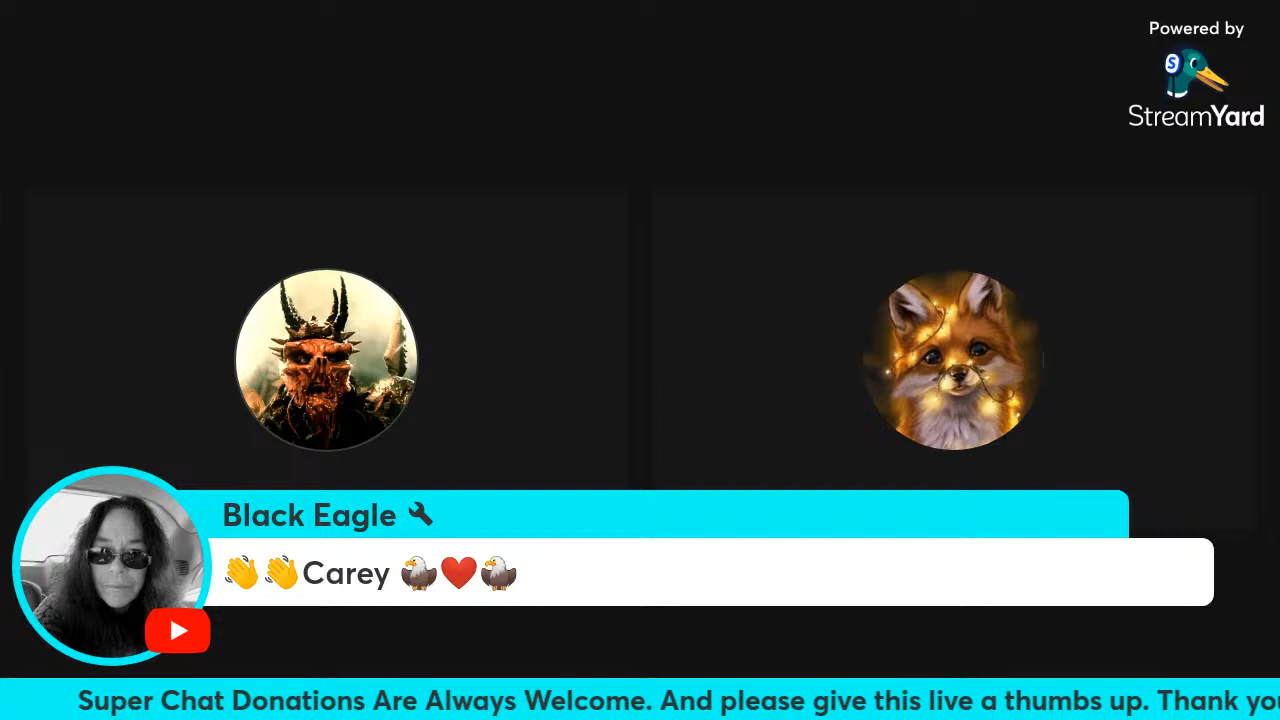 Powered by
S
StreamYard
Black Eagle 🔧
👋👋Carey 🦅❤️🦅
Super Chat Donations Are Always Welcome. And please give this live a thumbs up. Thank you